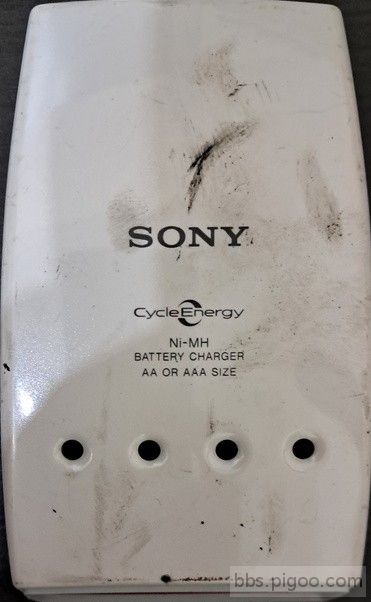 SONY
CycleEnergy
Ni-MH
BATTERY CHARGER
AA OR AAA SIZE
bbs.pigoo.com